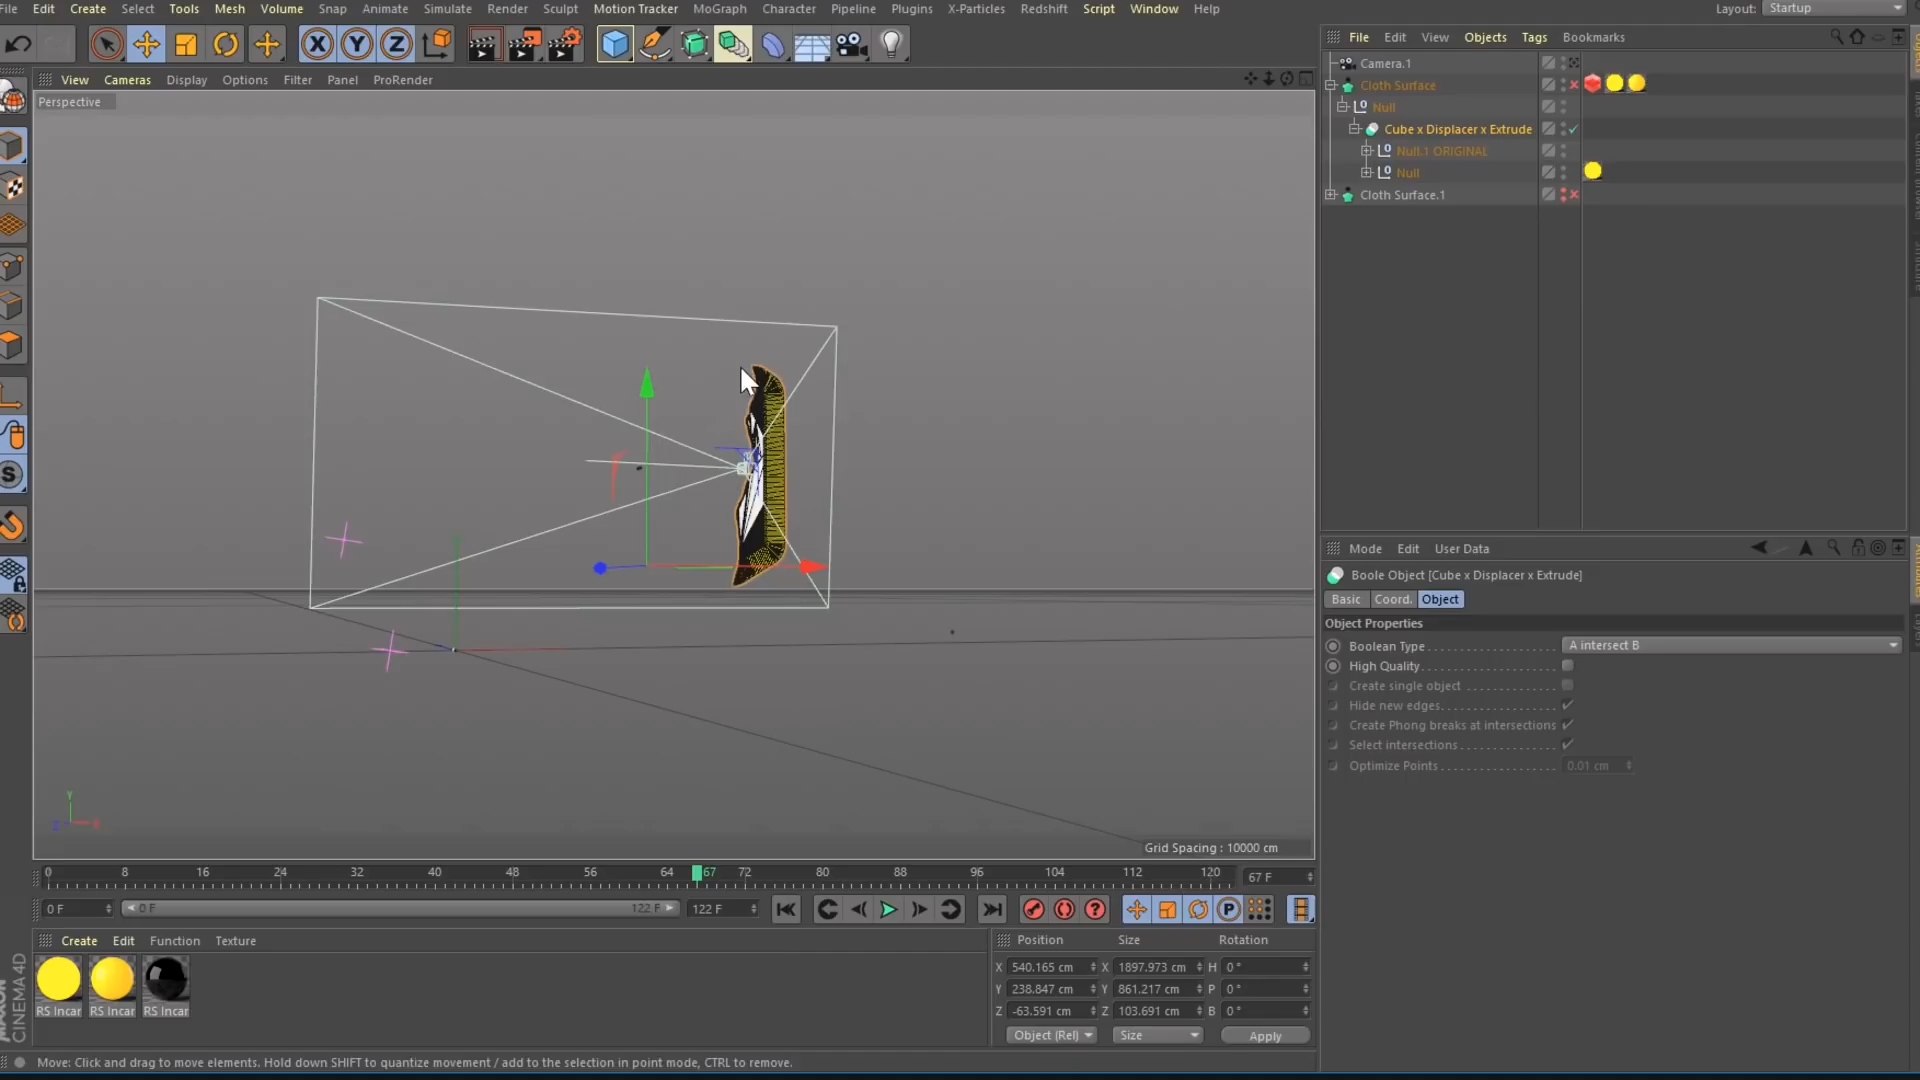 File Edit Create Select Tools Mesh Volume Snap Animate Simulate Render Sculpt Motion Tracker MoGraph Character Pipeline Plugins X-Particles Redshift Script Window Help
Layout: Startup
X Y Z
File Edit View Objects Tags Bookmarks
View Cameras Display Options Filter Panel ProRender
Perspective
Camera.1
Cloth Surface
Null
Cube x Displacer x Extrude
Null.1 ORIGINAL
Null
Cloth Surface.1
Mode Edit User Data
Boole Object [Cube x Displacer x Extrude]
Basic Coord. Object
Object Properties
Boolean Type A intersect B
High Quality
Create single object
Hide new edges
Create Phong breaks at intersections
Select intersections
Optimize Points 0.01 cm
Y
Z X
Grid Spacing : 10000 cm
0 8 16 24 32 40 48 56 64 67 72 80 88 96 104 112 120 67 F
0 F 0 F 122 F 122 F
Create Edit Function Texture
RS Incar RS Incar RS Incar
MAXON
CINEMA 4D
Position Size Rotation
X 540.165 cm X 1897.973 cm H 0 °
Y 238.847 cm Y 861.217 cm P 0 °
Z -63.591 cm Z 103.691 cm B 0 °
Object (Rel) Size Apply
Move: Click and drag to move elements. Hold down SHIFT to quantize movement / add to the selection in point mode, CTRL to remove.